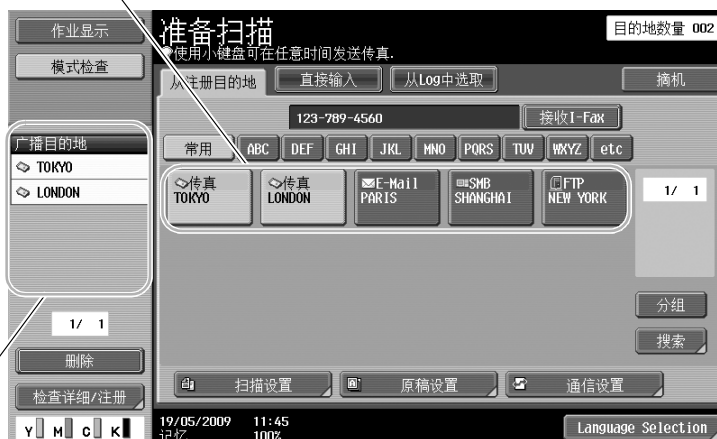 作业显示
模式检查
广播目的地
TOKYO
LONDON
1/ 1
删除
检查详细/注册
Y M C K
准备扫描
使用小键盘可在任意时间发送传真.
目的地数量 002
从注册目的地 直接输入 从Log中选取 摘机
123-789-4560 接收I-Fax
常用 ABC DEF GHI JKL MNO PQRS TUV WXYZ etc
传真 传真 E-Mail SMB FTP
TOKYO LONDON PARIS SHANGHAI NEW YORK
1/ 1
分组
搜索
扫描设置 原稿设置 通信设置
19/05/2009 11:45
记忆 100%
Language Selection